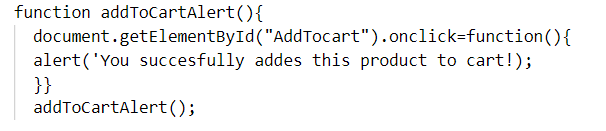 function addToCartAlert(){
document.getElementById("AddTocart").onclick=function(){
alert('You succesfully addes this product to cart!);
}}
addToCartAlert();